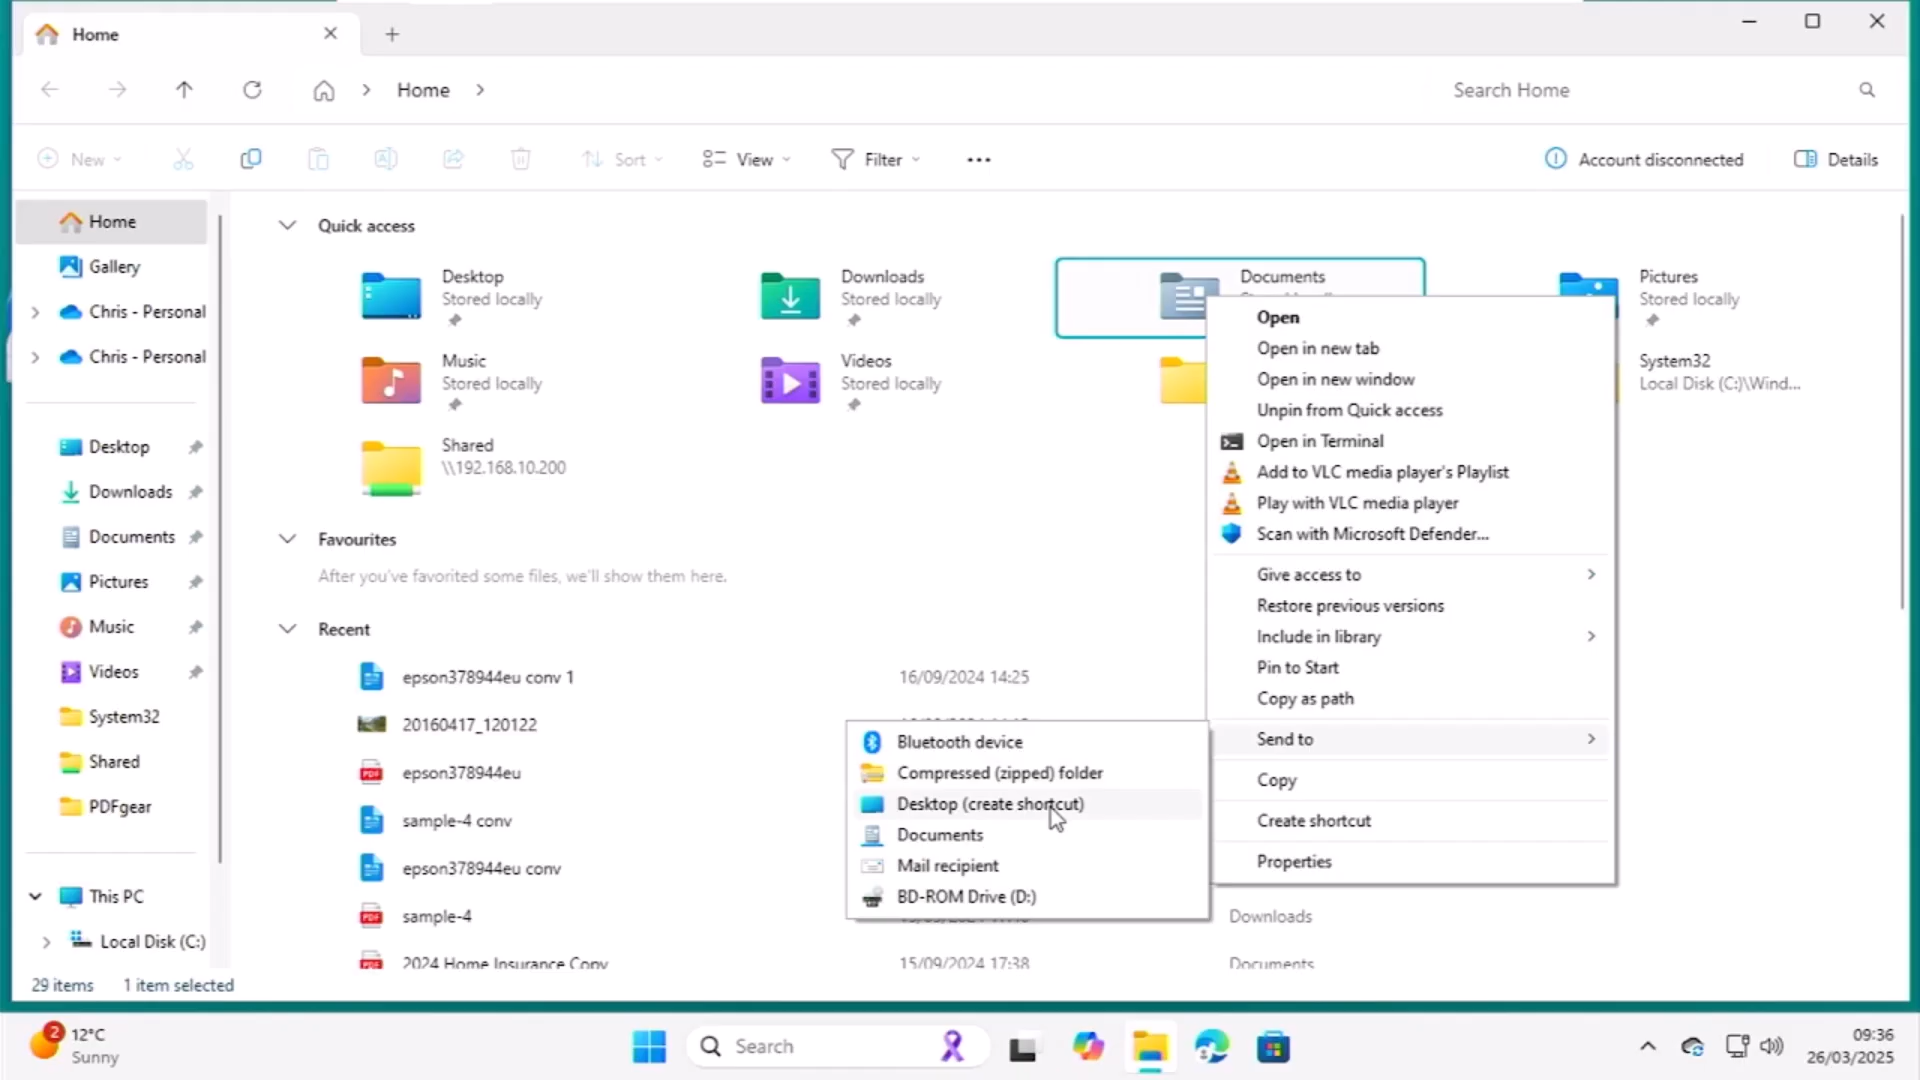 Home
Home
Search Home
New
Sort
View
Filter
Account disconnected
Details
Home
Gallery
Chris - Personal
Chris - Personal
Desktop
Downloads
Documents
Pictures
Music
Videos
System32
Shared
PDFgear
This PC
Local Disk (C:)
Quick access
Desktop
Stored locally
Downloads
Stored locally
Documents
Pictures
Stored locally
Music
Stored locally
Videos
Stored locally
System32
Local Disk (C:)\Wind...
Shared
\\192.168.10.200
Favourites
After you've favorited some files, we'll show them here.
Recent
epson378944eu conv 1
16/09/2024 14:25
20160417_120122
epson378944eu
sample-4 conv
epson378944eu conv
sample-4
Downloads
2024 Home Insurance Copy
15/09/2024 17:38
Documents
Open
Open in new tab
Open in new window
Unpin from Quick access
Open in Terminal
Add to VLC media player's Playlist
Play with VLC media player
Scan with Microsoft Defender...
Give access to
Restore previous versions
Include in library
Pin to Start
Copy as path
Send to
Copy
Create shortcut
Properties
Bluetooth device
Compressed (zipped) folder
Desktop (create shortcut)
Documents
Mail recipient
BD-ROM Drive (D:)
29 items
1 item selected
2
12°C
Sunny
Search
09:36
26/03/2025